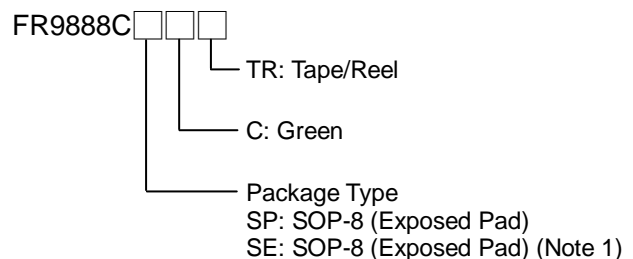 FR9888C
TR: Tape/Reel
C: Green
Package Type
SP: SOP-8 (Exposed Pad)
SE: SOP-8 (Exposed Pad) (Note 1)